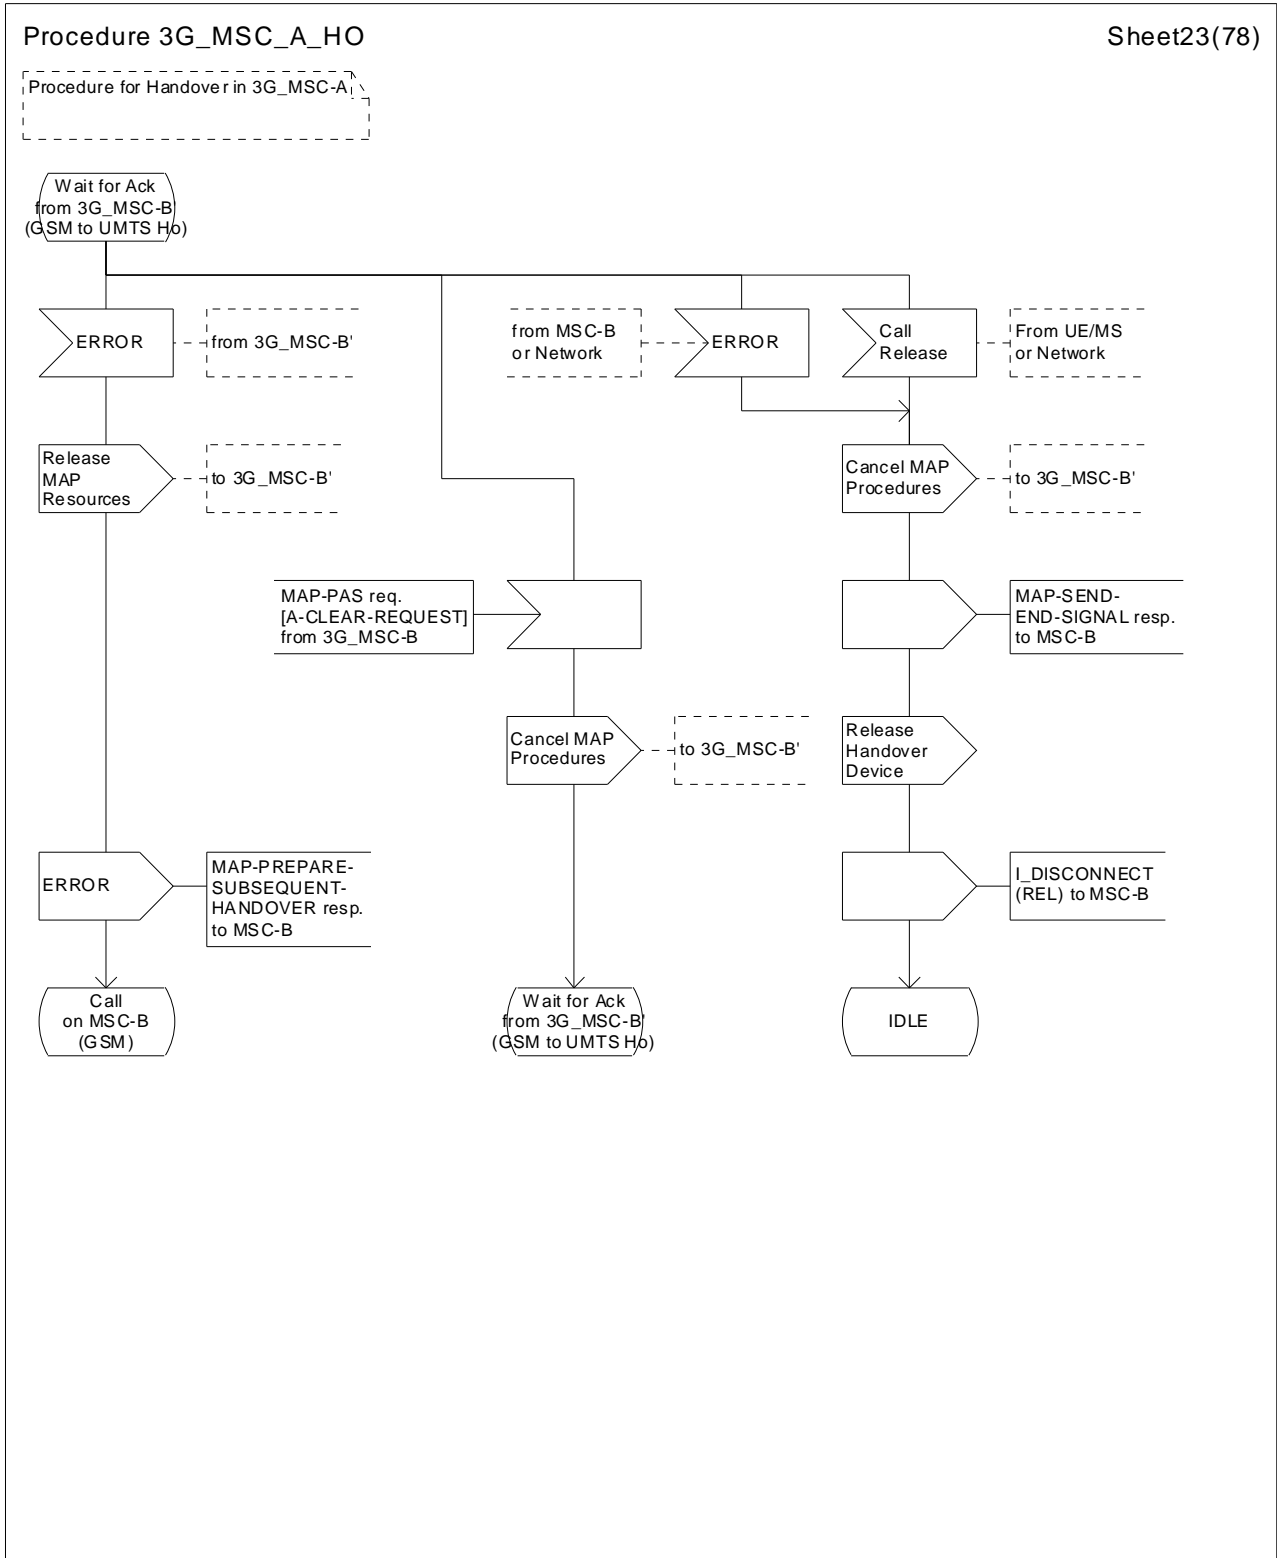 Procedure 3G_MSC_A_HO
Sheet23(78)
Procedure for Handover in 3G_MSC-A
Wait for Ack
from 3G_MSC-B'
(GSM to UMTS Ho)
ERROR
from 3G_MSC-B'
from MSC-B
or Network
ERROR
Call
Release
From UE/MS
or Network
Release
MAP
Resources
to 3G_MSC-B'
Cancel MAP
Procedures
to 3G_MSC-B'
MAP-PAS req.
[A-CLEAR-REQUEST]
from 3G_MSC-B
MAP-SEND-
END-SIGNAL resp.
to MSC-B
Cancel MAP
Procedures
to 3G_MSC-B'
Release
Handover
Device
ERROR
MAP-PREPARE-
SUBSEQUENT-
HANDOVER resp.
to MSC-B
I_DISCONNECT
(REL) to MSC-B
Call
on MSC-B
(GSM)
Wait for Ack
from 3G_MSC-B'
(GSM to UMTS Ho)
IDLE